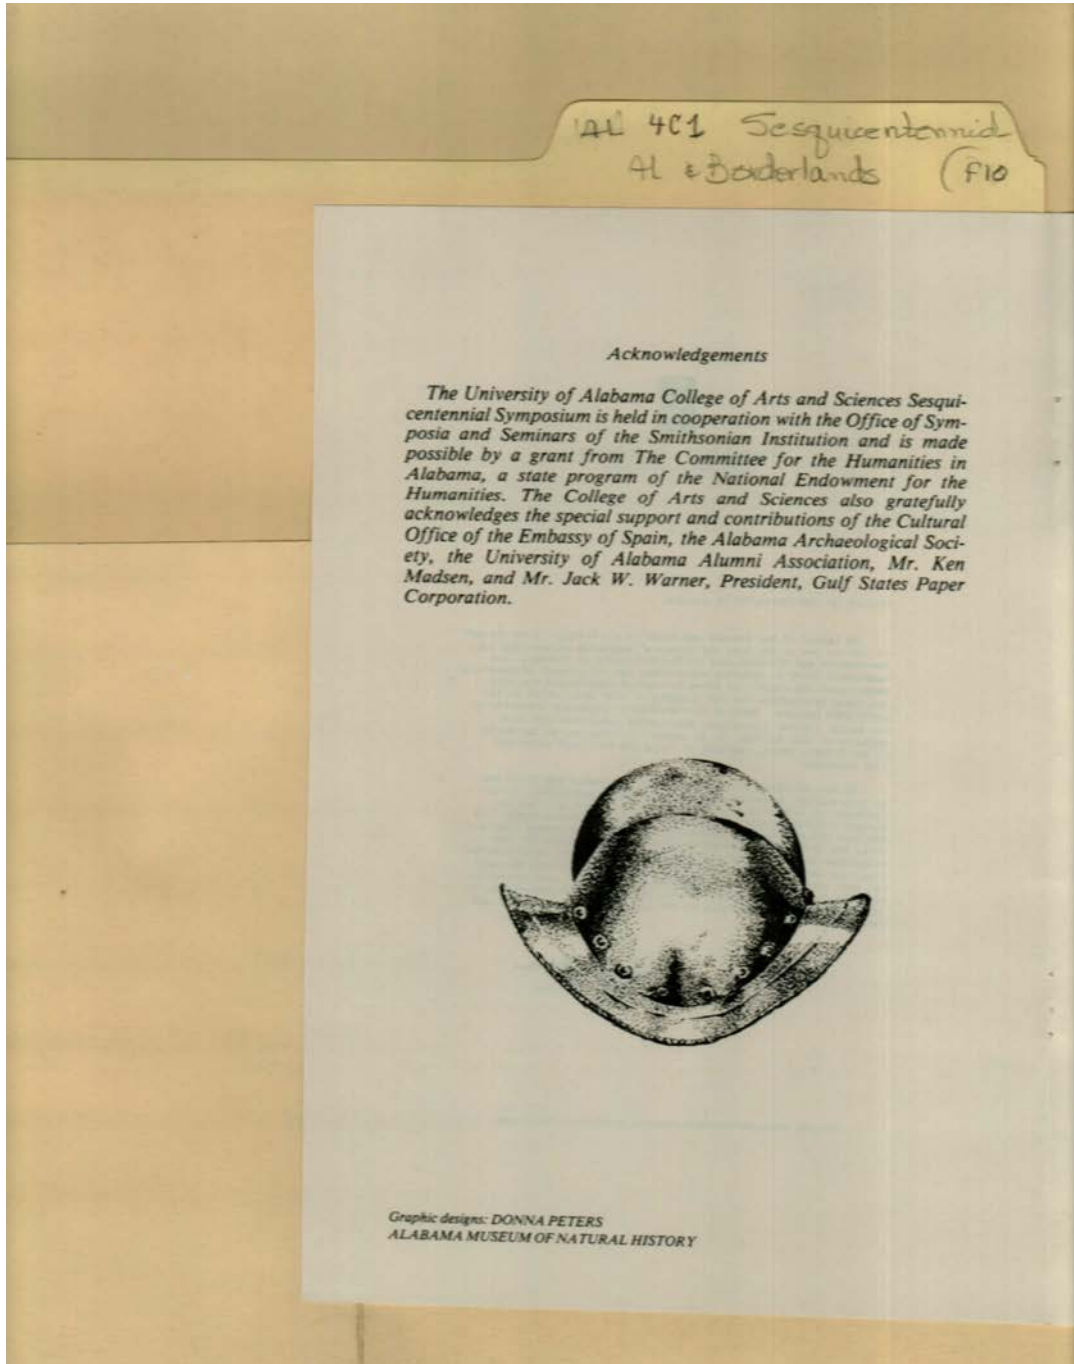 AL 4C1 Sesquicentennial
Al & Borderlands (F10
Acknowledgements
The University of Alabama College of Arts and Sciences Sesqui-
centennial Symposium is held in cooperation with the Office of Sym-
posia and Seminars of the Smithsonian Institution and is made
possible by a grant from The Committee for the Humanities in
Alabama, a state program of the National Endowment for the
Humanities. The College of Arts and Sciences also gratefully
acknowledges the special support and contributions of the Cultural
Office of the Embassy of Spain, the Alabama Archaeological Soci-
ety, the University of Alabama Alumni Association, Mr. Ken
Madsen, and Mr. Jack W. Warner, President, Gulf States Paper
Corporation.
Graphic designs: DONNA PETERS
ALABAMA MUSEUM OF NATURAL HISTORY